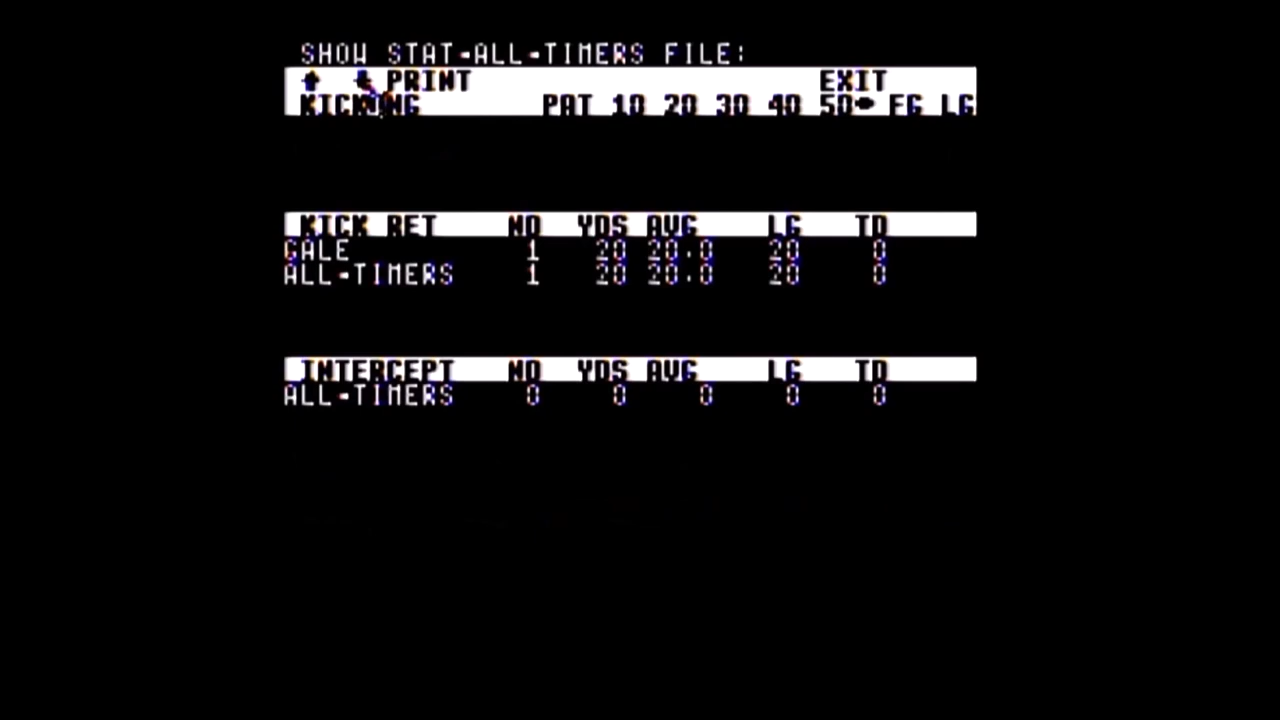 SHOW STAT-ALL-TIMERS FILE:
PRINT EXIT
KICKING PAT 10 20 30 40 50+ FG LG
KICK RET NO YDS AVG LG TD
GALE 1 20 20.0 20 0
ALL-TIMERS 1 20 20.0 20 0
INTERCEPT NO YDS AVG LG TD
ALL-TIMERS 0 0 0 0 0